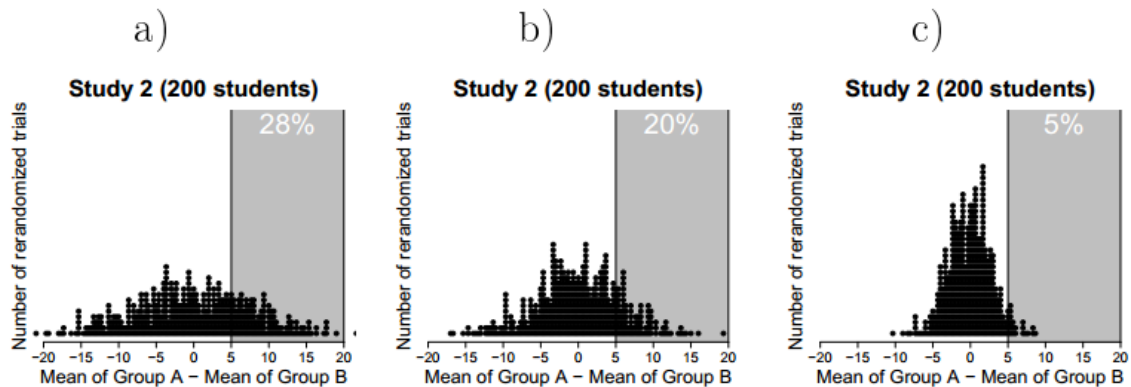 a)
b)
c)
Study 2 (200 students)
28%
Number of rerandomized trials
−20 −15 −10 −5 0 5 10 15 20
Mean of Group A − Mean of Group B
Study 2 (200 students)
20%
Number of rerandomized trials
−20 −15 −10 −5 0 5 10 15 20
Mean of Group A − Mean of Group B
Study 2 (200 students)
5%
Number of rerandomized trials
−20 −15 −10 −5 0 5 10 15 20
Mean of Group A − Mean of Group B